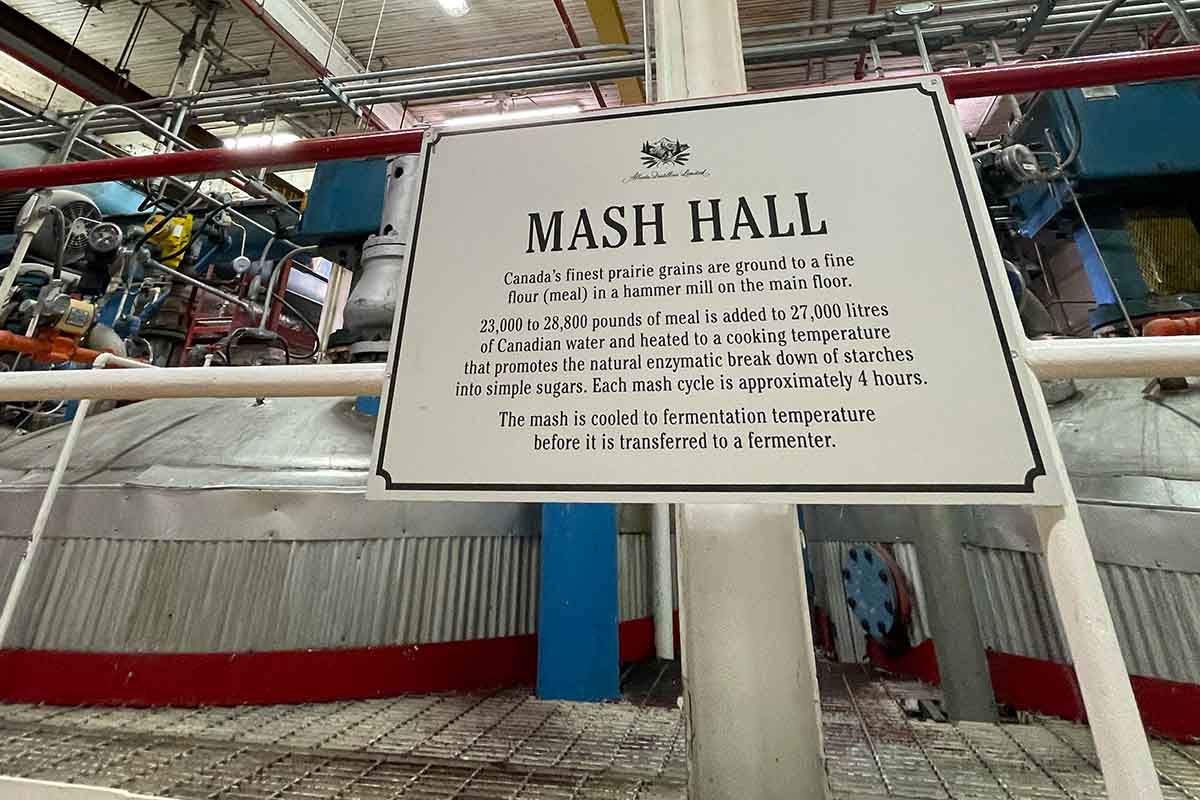 Alberta Distillers Limited
MASH HALL
Canada's finest prairie grains are ground to a fine
flour (meal) in a hammer mill on the main floor.
23,000 to 28,800 pounds of meal is added to 27,000 litres
of Canadian water and heated to a cooking temperature
that promotes the natural enzymatic break down of starches
into simple sugars. Each mash cycle is approximately 4 hours.
The mash is cooled to fermentation temperature
before it is transferred to a fermenter.